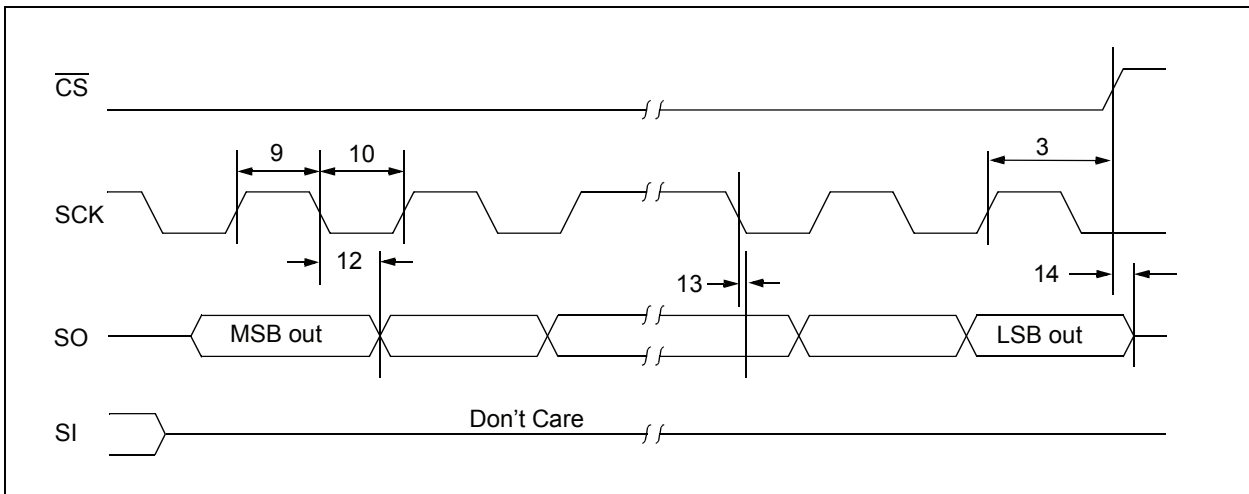 CS
9 10 3
SCK
12 13 14
SO MSB out LSB out
SI Don't Care